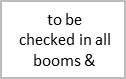 to be
checked in all
booms &